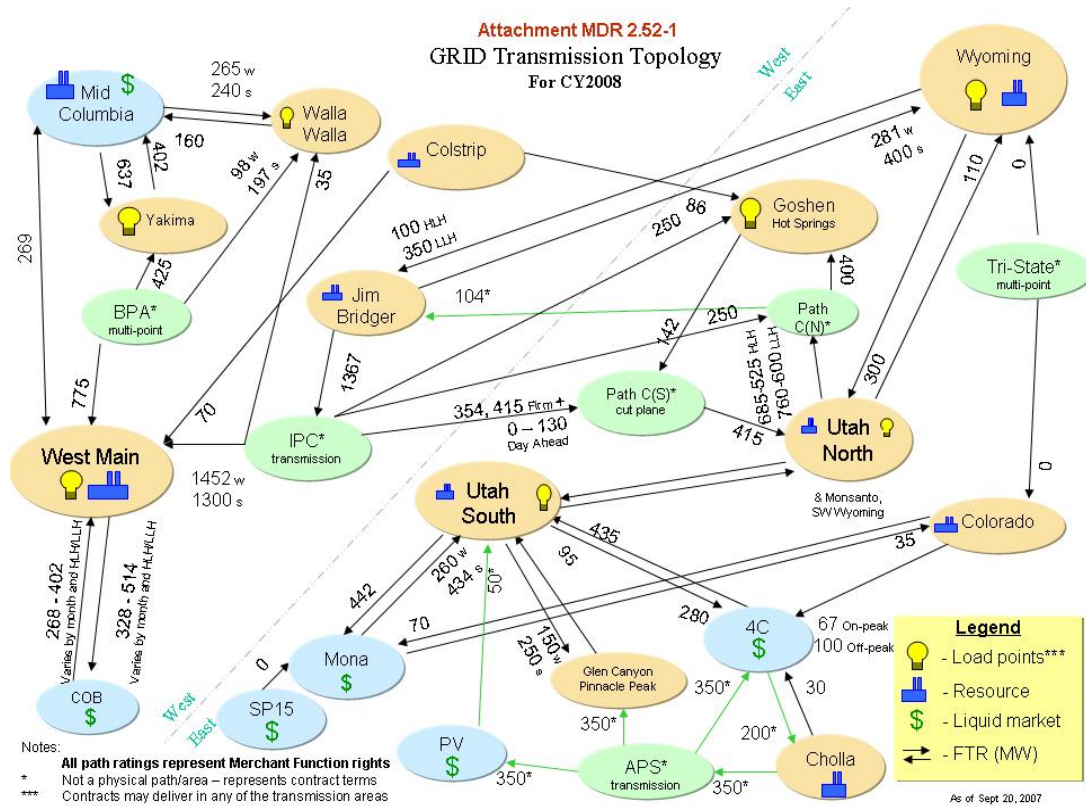 Attachment MDR 2.52-1
GRID Transmission Topology
For CY2008
West
East
Mid
Columbia
$
265 w
240 s
160
Walla
Walla
Wyoming
637
402
98 w
197 s
35
Colstrip
281 w
400 s
110
0
Yakima
269
425
100 HLH
350 LLH
86
250
Goshen
Hot Springs
400
Tri-State*
multi-point
BPA*
multi-point
Jim
Bridger
104*
Path
C(N)*
250
142
775
70
1367
685-525 HLH
760-600 LLH
300
354, 415 Firm +
0 – 130
Day Ahead
Path C(S)*
cut plane
415
IPC*
transmission
Utah
North
West Main
1452 w
1300 s
& Monsanto,
SW Wyoming
0
Utah
South
Colorado
35
268 - 402
Varies by month and HLH/LLH
328 - 514
Varies by month and HLH/LLH
442
260 w
434 s
50*
95
435
280
70
4C
$
67 On-peak
100 Off-peak
150 w
250 s
0
Mona
$
Glen Canyon
Pinnacle Peak
350*
350*
30
200*
COB
$
West
East
SP15
$
PV
$
350*
APS*
transmission
350*
Cholla
Legend
- Load points***
- Resource
$ - Liquid market
- FTR (MW)
Notes:
All path ratings represent Merchant Function rights
* Not a physical path/area – represents contract terms
*** Contracts may deliver in any of the transmission areas
As of Sept 20, 2007